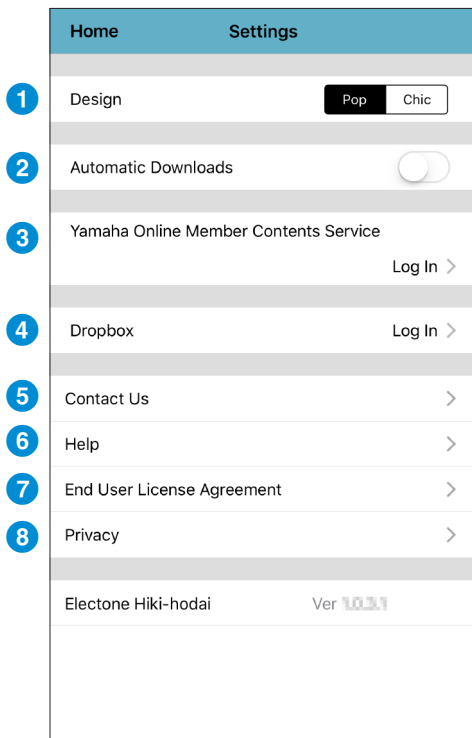 Home Settings
1 Design Pop Chic
2 Automatic Downloads
3 Yamaha Online Member Contents Service
Log In >
4 Dropbox Log In >
5 Contact Us >
6 Help >
7 End User License Agreement >
8 Privacy >
Electone Hiki-hodai Ver